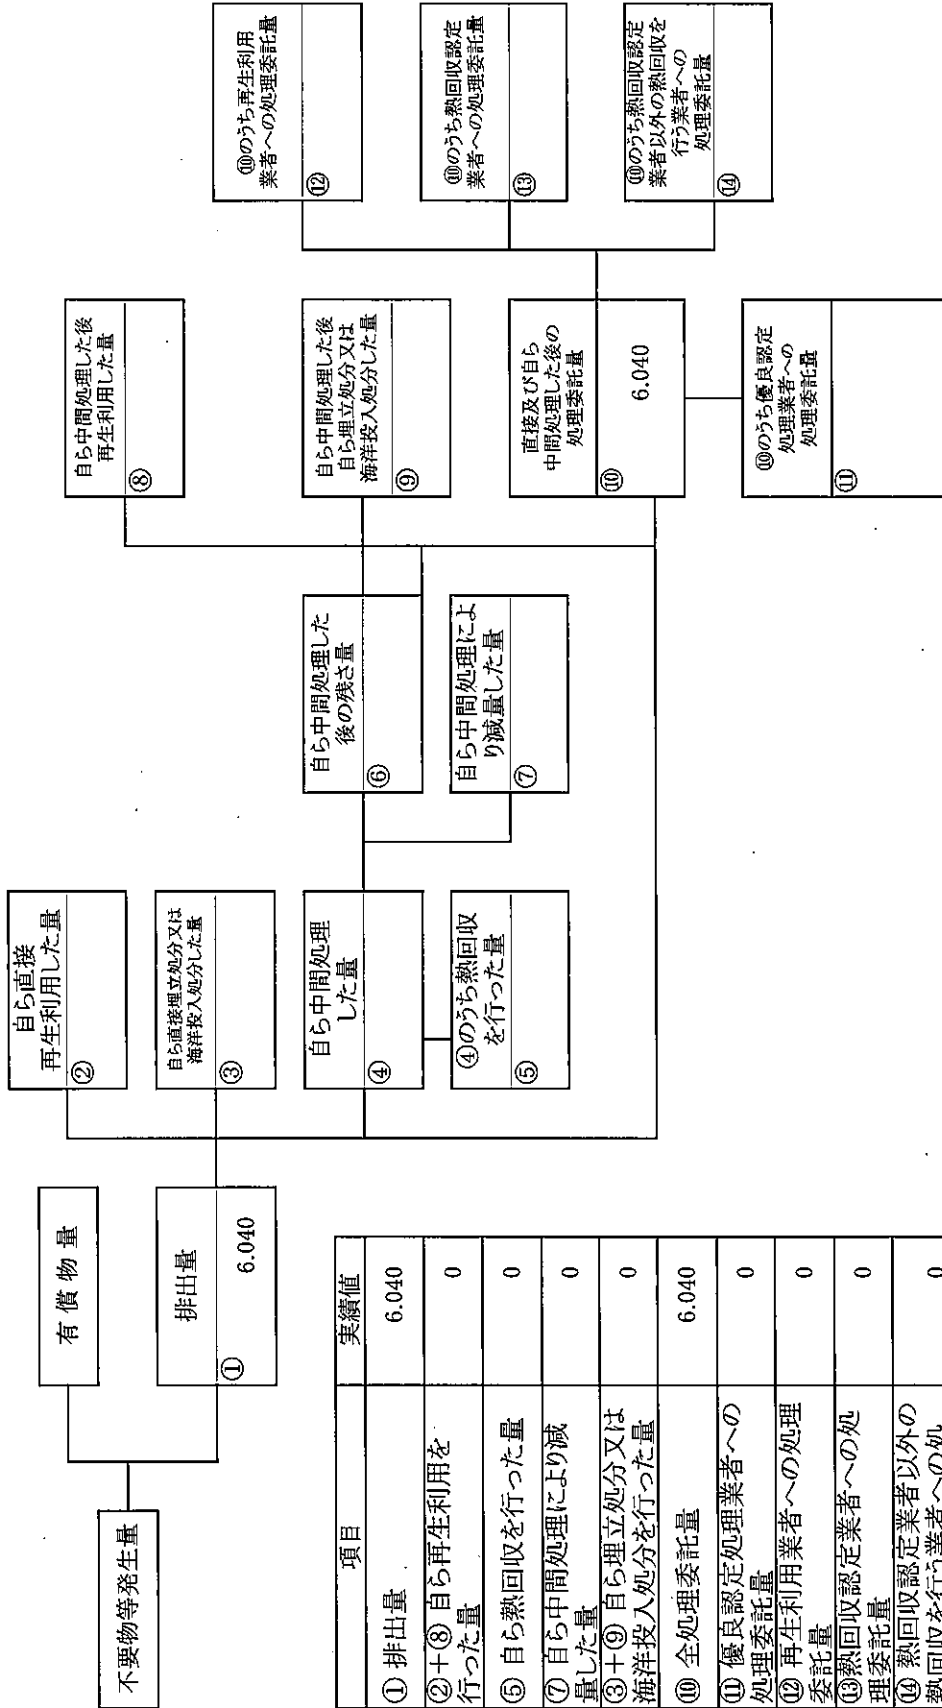 不要物等発生量
有償物量
排出量
①
6.040
自ら直接
再生利用した量
②
自ら直接埋立処分又は
海洋投入処分した量
③
自ら中間処理
した量
④
④のうち熱回収
を行った量
⑤
自ら中間処理した
後の残さ量
⑥
自ら中間処理によ
り減量した量
⑦
自ら中間処理した後
再生利用した量
⑧
自ら中間処理した後
自ら埋立処分又は
海洋投入処分した量
⑨
直接及び自ら
中間処理した後の
処理委託量
⑩
6.040
⑩のうち優良認定
処理業者への
処理委託量
⑪
⑩のうち再生利用
業者への処理委託量
⑫
⑩のうち熱回収認定
業者への処理委託量
⑬
⑩のうち熱回収認定
業者以外の熱回収を
行う業者への
処理委託量
⑭
項目 実績値
①排出量 6.040
②+⑧ 自ら再生利用を
行った量 0
⑤ 自ら熱回収を行った量 0
⑦ 自ら中間処理により減
量した量 0
③+⑨ 自ら埋立処分又は
海洋投入処分を行った量 0
⑩ 全処理委託量 6.040
⑪ 優良認定処理業者への
処理委託量 0
⑫ 再生利用業者への処理
委託量 0
⑬熱回収認定業者への処
理委託量 0
⑭ 熱回収認定業者以外の
熱回収を行う業者への処 0